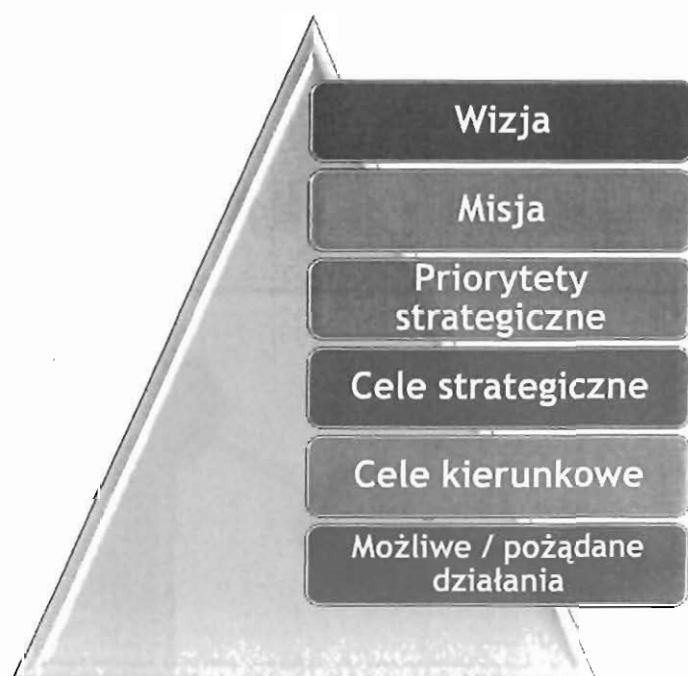 Wizja
Misja
Priorytety
strategiczne
Cele strategiczne
Cele kierunkowe
Możliwe / pożądane
działania